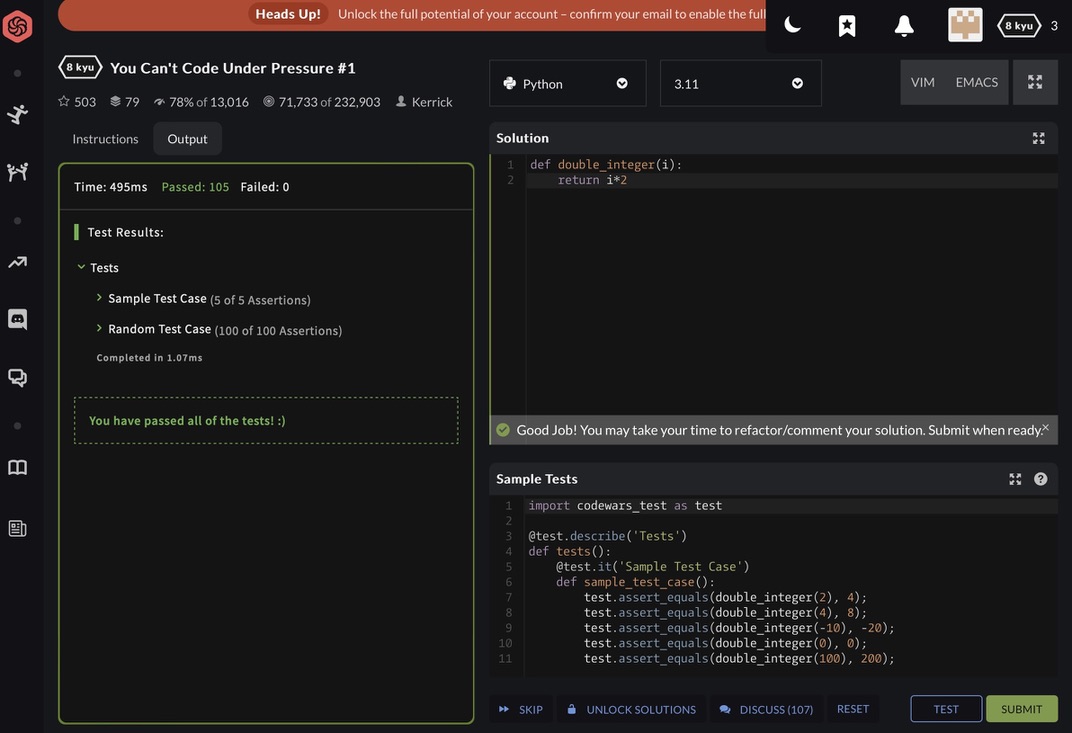 Heads Up! Unlock the full potential of your account – confirm your email to enable the full
8 kyu 3
8 kyu You Can't Code Under Pressure #1
503 79 78% of 13,016 71,733 of 232,903 Kerrick
Python
3.11
VIM EMACS
Instructions Output
Time: 495ms Passed: 105 Failed: 0
Test Results:
Tests
Sample Test Case (5 of 5 Assertions)
Random Test Case (100 of 100 Assertions)
Completed in 1.07ms
You have passed all of the tests! :)
Solution
1 def double_integer(i):
2     return i*2
Good Job! You may take your time to refactor/comment your solution. Submit when ready.
Sample Tests
1 import codewars_test as test
2
3 @test.describe('Tests')
4 def tests():
5     @test.it('Sample Test Case')
6     def sample_test_case():
7         test.assert_equals(double_integer(2), 4);
8         test.assert_equals(double_integer(4), 8);
9         test.assert_equals(double_integer(-10), -20);
10         test.assert_equals(double_integer(0), 0);
11         test.assert_equals(double_integer(100), 200);
SKIP UNLOCK SOLUTIONS DISCUSS (107) RESET TEST SUBMIT